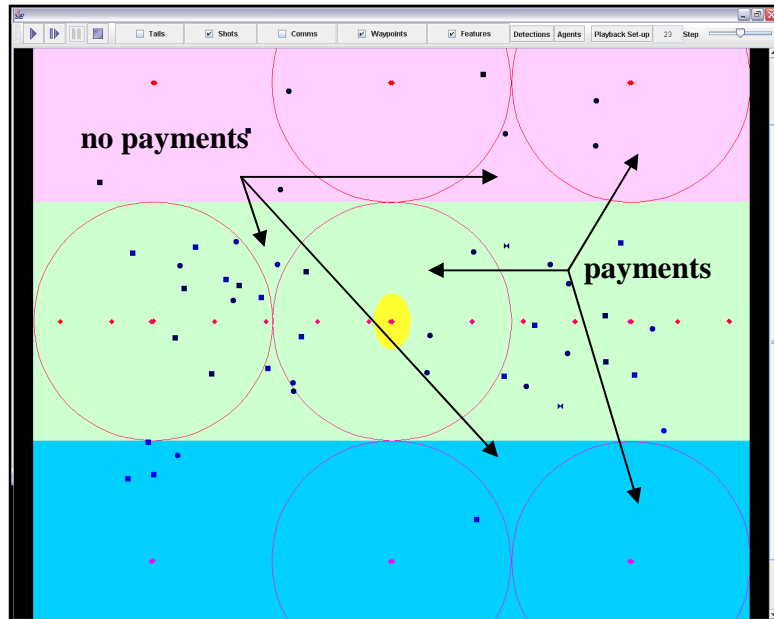 Tails Shots Comms Waypoints Features Detections Agents Playback Set-up 23 Step
no payments
payments